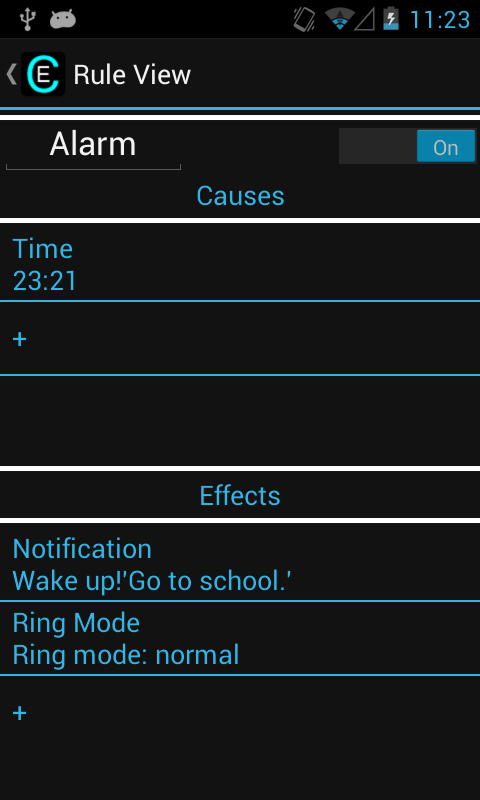 11:23
CE Rule View
Alarm
On
Causes
Time
23:21
+
Effects
Notification
Wake up!'Go to school.'
Ring Mode
Ring mode: normal
+